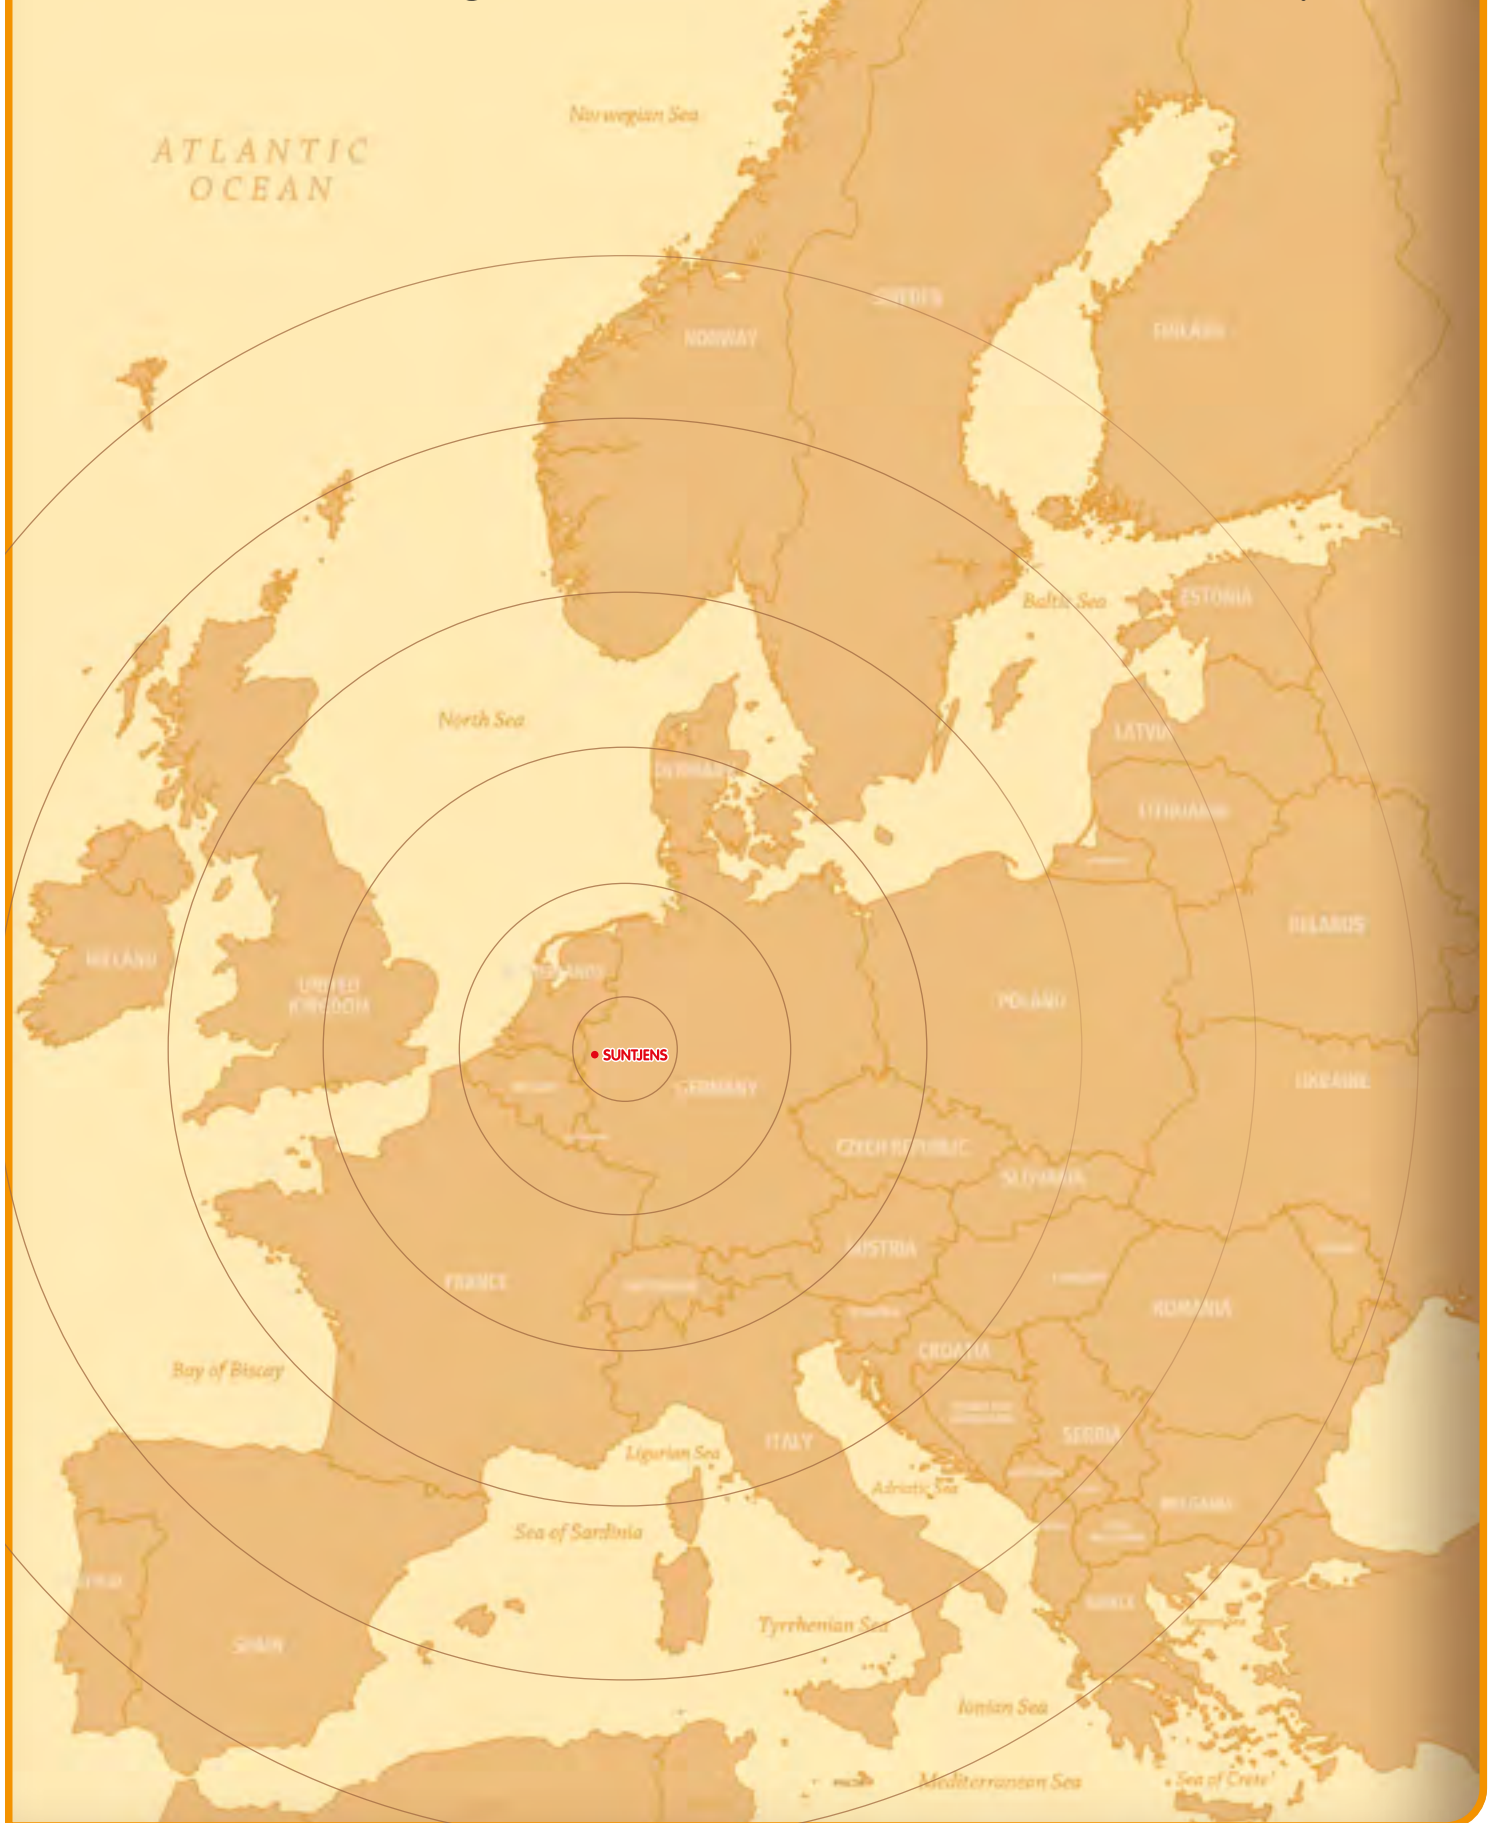 Norwegian Sea
ATLANTIC
OCEAN
SWEDEN
FINLAND
NORWAY
Baltic Sea
ESTONIA
North Sea
LATVIA
DENMARK
LITHUANIA
BELARUS
IRELAND
NETHERLANDS
UNITED
KINGDOM
POLAND
SUNTJENS
UKRAINE
GERMANY
CZECH REPUBLIC
SLOVAKIA
AUSTRIA
FRANCE
ROMANIA
CROATIA
Bay of Biscay
SERBIA
ITALY
Ligurian Sea
Adriatic Sea
BULGARIA
Sea of Sardinia
GREECE
Tyrrhenian Sea
SPAIN
Ionian Sea
Mediterranean Sea
Sea of Crete